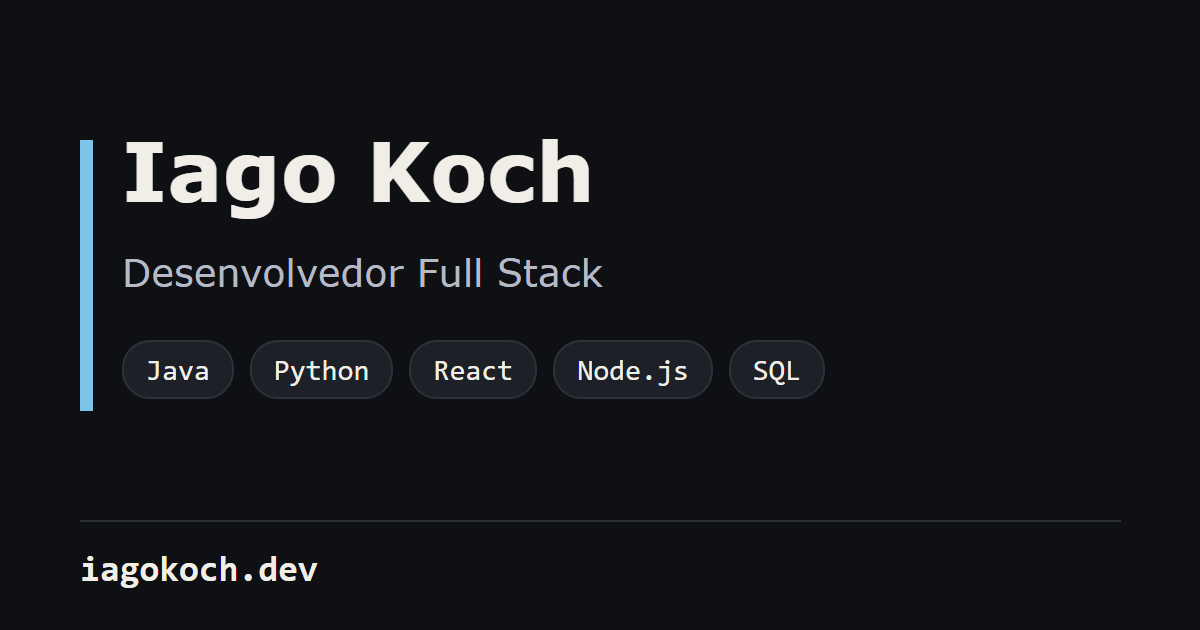 Iago Koch
Desenvolvedor Full Stack
Java Python React Node.js SQL
iagokoch.dev